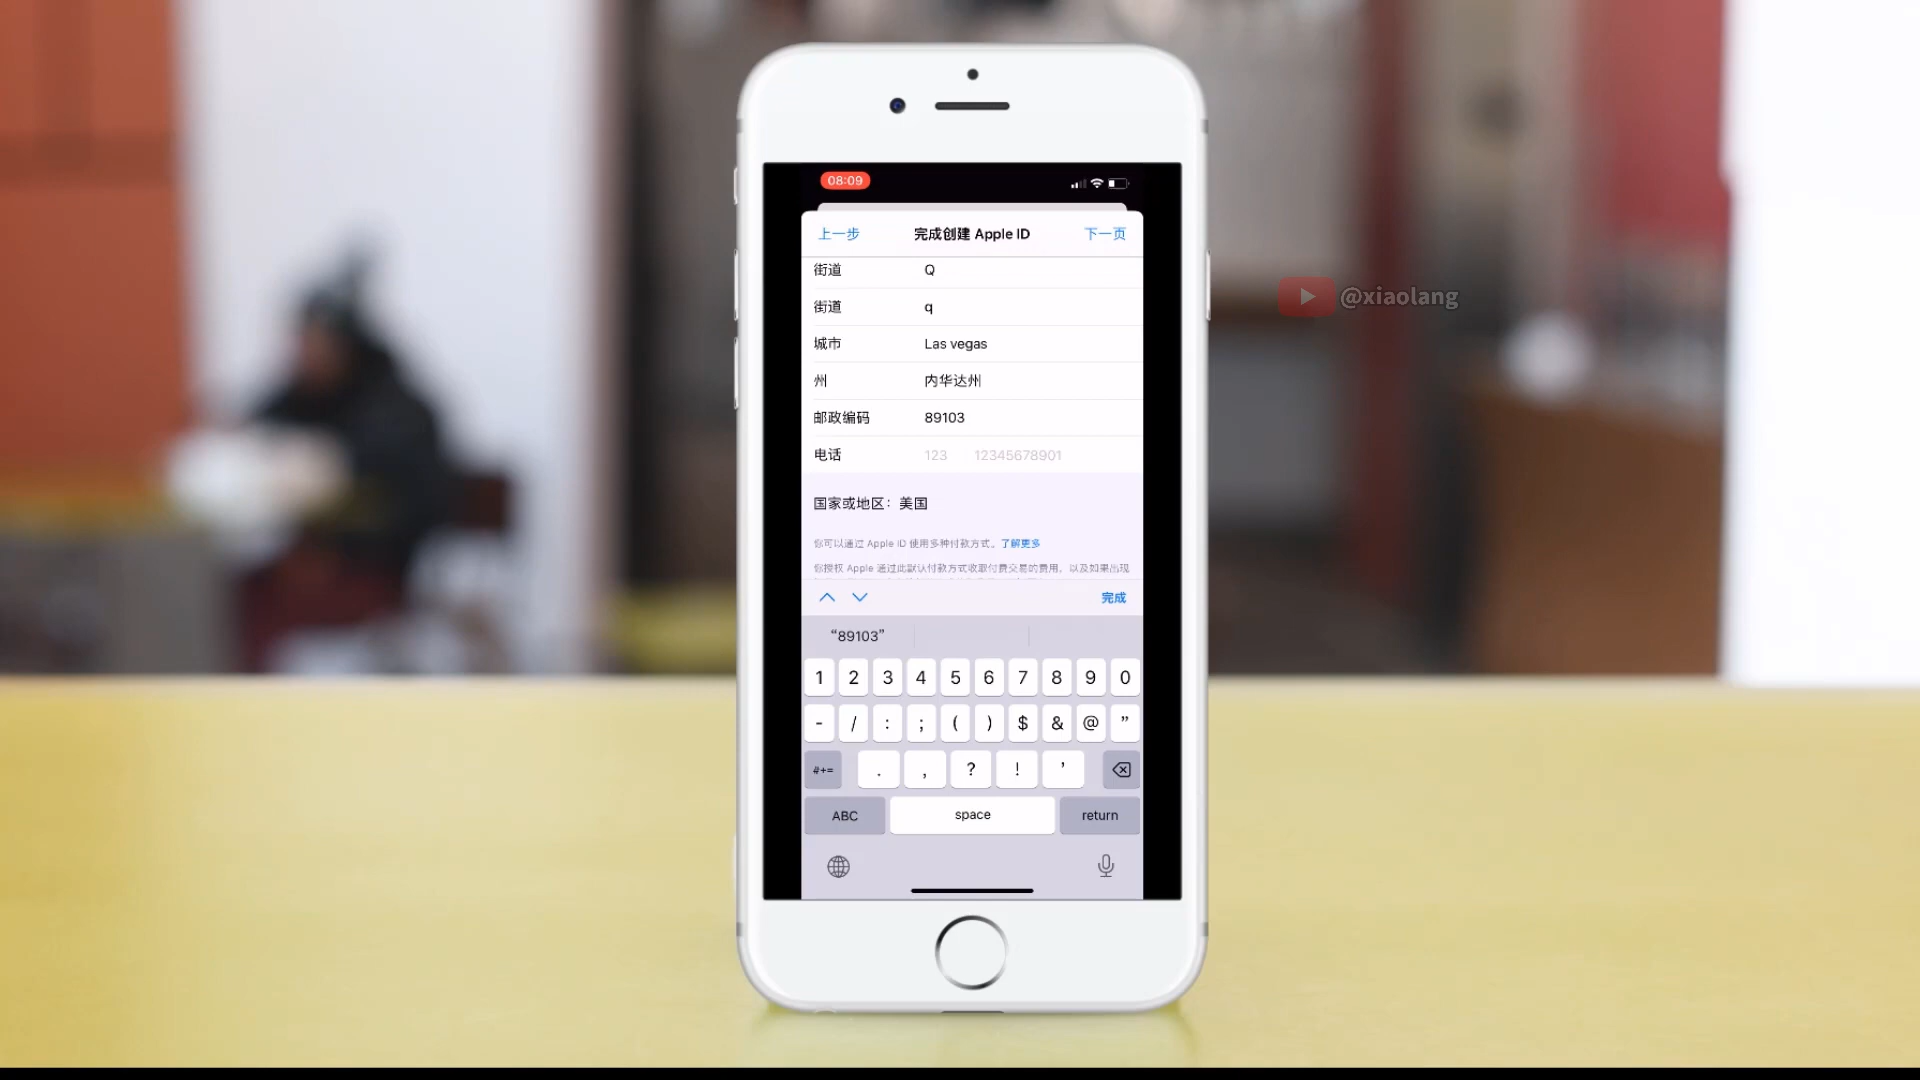 08:09
上一步 完成创建 Apple ID 下一页
街道 Q
街道 q
城市 Las vegas
州 内华达州
邮政编码 89103
电话 123 12345678901
国家或地区：美国
你可以通过 Apple ID 使用多种付款方式。了解更多
你授权 Apple 通过此默认付款方式收取付费交易的费用，以及如果出现
完成
“89103”
1 2 3 4 5 6 7 8 9 0
- / : ; ( ) $ & @ ”
#+= . , ? ! ’
ABC space return
@xiaolang